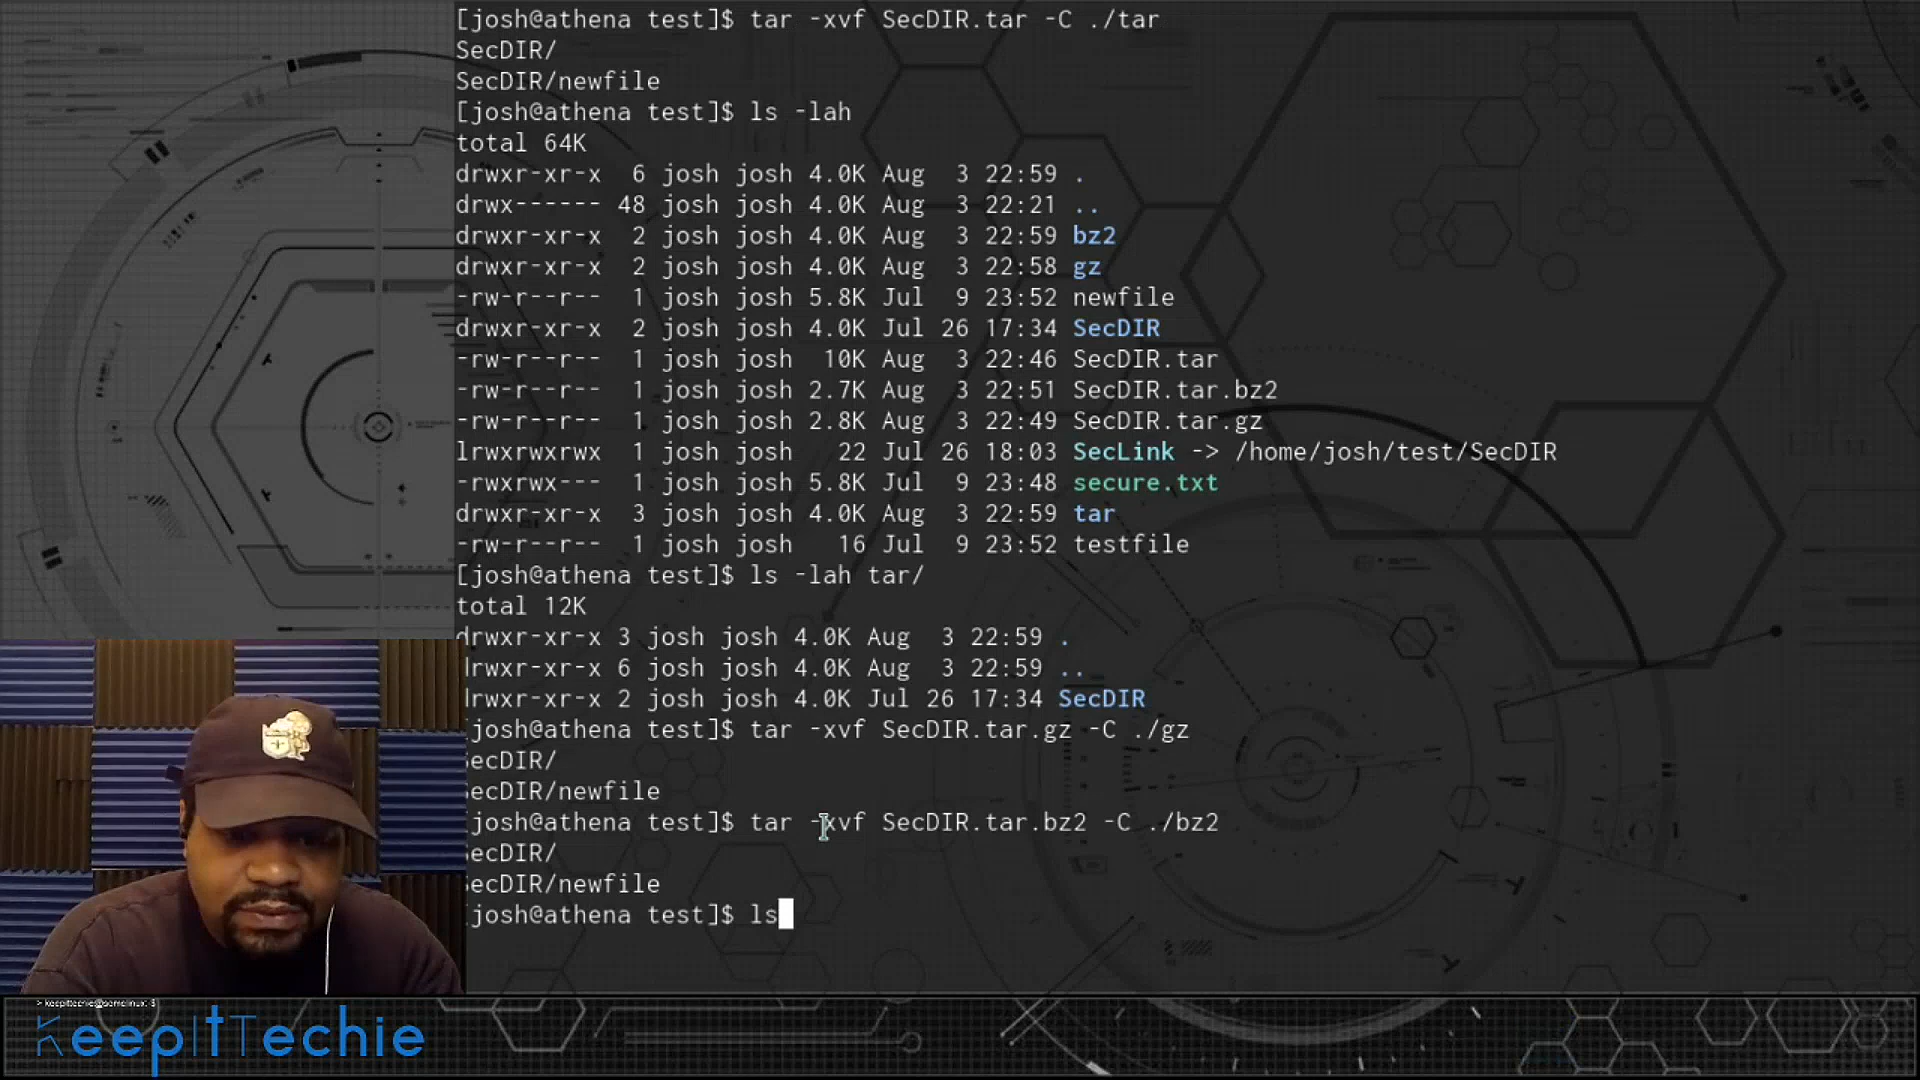 [josh@athena test]$ tar -xvf SecDIR.tar -C ./tar
SecDIR/
SecDIR/newfile
[josh@athena test]$ ls -lah
total 64K
drwxr-xr-x  6 josh josh 4.0K Aug  3 22:59 .
drwx------ 48 josh josh 4.0K Aug  3 22:21 ..
drwxr-xr-x  2 josh josh 4.0K Aug  3 22:59 bz2
drwxr-xr-x  2 josh josh 4.0K Aug  3 22:58 gz
-rw-r--r--  1 josh josh 5.8K Jul  9 23:52 newfile
drwxr-xr-x  2 josh josh 4.0K Jul 26 17:34 SecDIR
-rw-r--r--  1 josh josh  10K Aug  3 22:46 SecDIR.tar
-rw-r--r--  1 josh josh 2.7K Aug  3 22:51 SecDIR.tar.bz2
-rw-r--r--  1 josh josh 2.8K Aug  3 22:49 SecDIR.tar.gz
lrwxrwxrwx  1 josh josh   22 Jul 26 18:03 SecLink -> /home/josh/test/SecDIR
-rwxrwx---  1 josh josh 5.8K Jul  9 23:48 secure.txt
drwxr-xr-x  3 josh josh 4.0K Aug  3 22:59 tar
-rw-r--r--  1 josh josh   16 Jul  9 23:52 testfile
[josh@athena test]$ ls -lah tar/
total 12K
drwxr-xr-x 3 josh josh 4.0K Aug  3 22:59 .
drwxr-xr-x 6 josh josh 4.0K Aug  3 22:59 ..
drwxr-xr-x 2 josh josh 4.0K Jul 26 17:34 SecDIR
[josh@athena test]$ tar -xvf SecDIR.tar.gz -C ./gz
SecDIR/
SecDIR/newfile
[josh@athena test]$ tar -xvf SecDIR.tar.bz2 -C ./bz2
SecDIR/
SecDIR/newfile
[josh@athena test]$ ls
> keepittechie@somelinux:~$
KeepItTechie